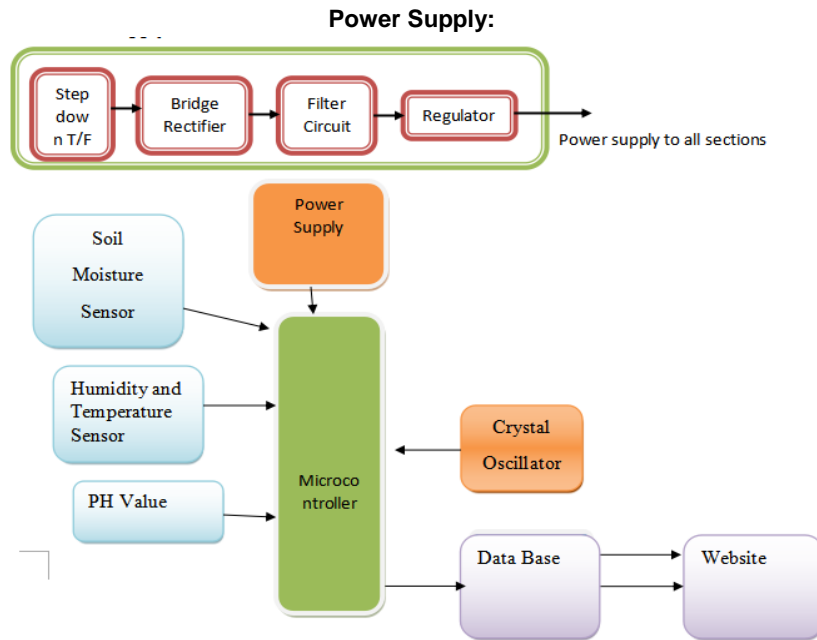 Power Supply:
Step
dow
n T/F
Bridge
Rectifier
Filter
Circuit
Regulator
Power supply to all sections
Power
Supply
Soil
Moisture
Sensor
Humidity and
Temperature
Sensor
PH Value
Microco
ntroller
Crystal
Oscillator
Data Base
Website